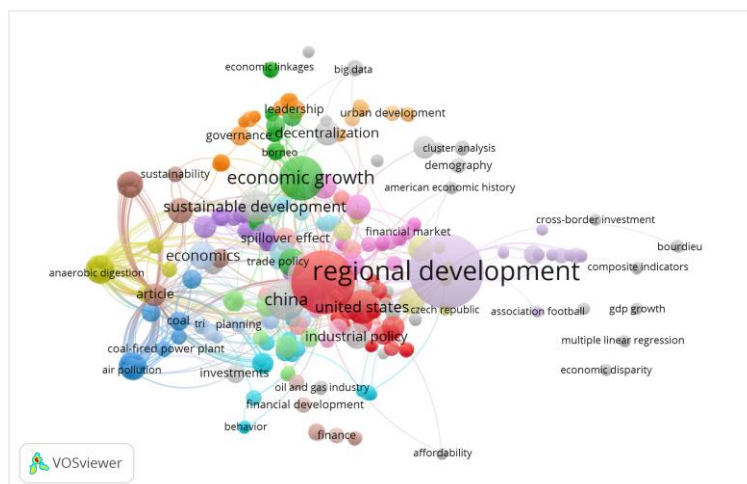 economic linkages
big data
leadership
urban development
governance
decentralization
borneo
cluster analysis
demography
sustainability
economic growth
american economic history
sustainable development
cross-border investment
spillover effect
financial market
economics
trade policy
bourdieu
anaerobic digestion
regional development
composite indicators
article
china
united states
czech republic
association football
gdp growth
coal
tri
planning
industrial policy
multiple linear regression
coal-fired power plant
air pollution
investments
economic disparity
oil and gas industry
financial development
behavior
finance
affordability
VOSviewer